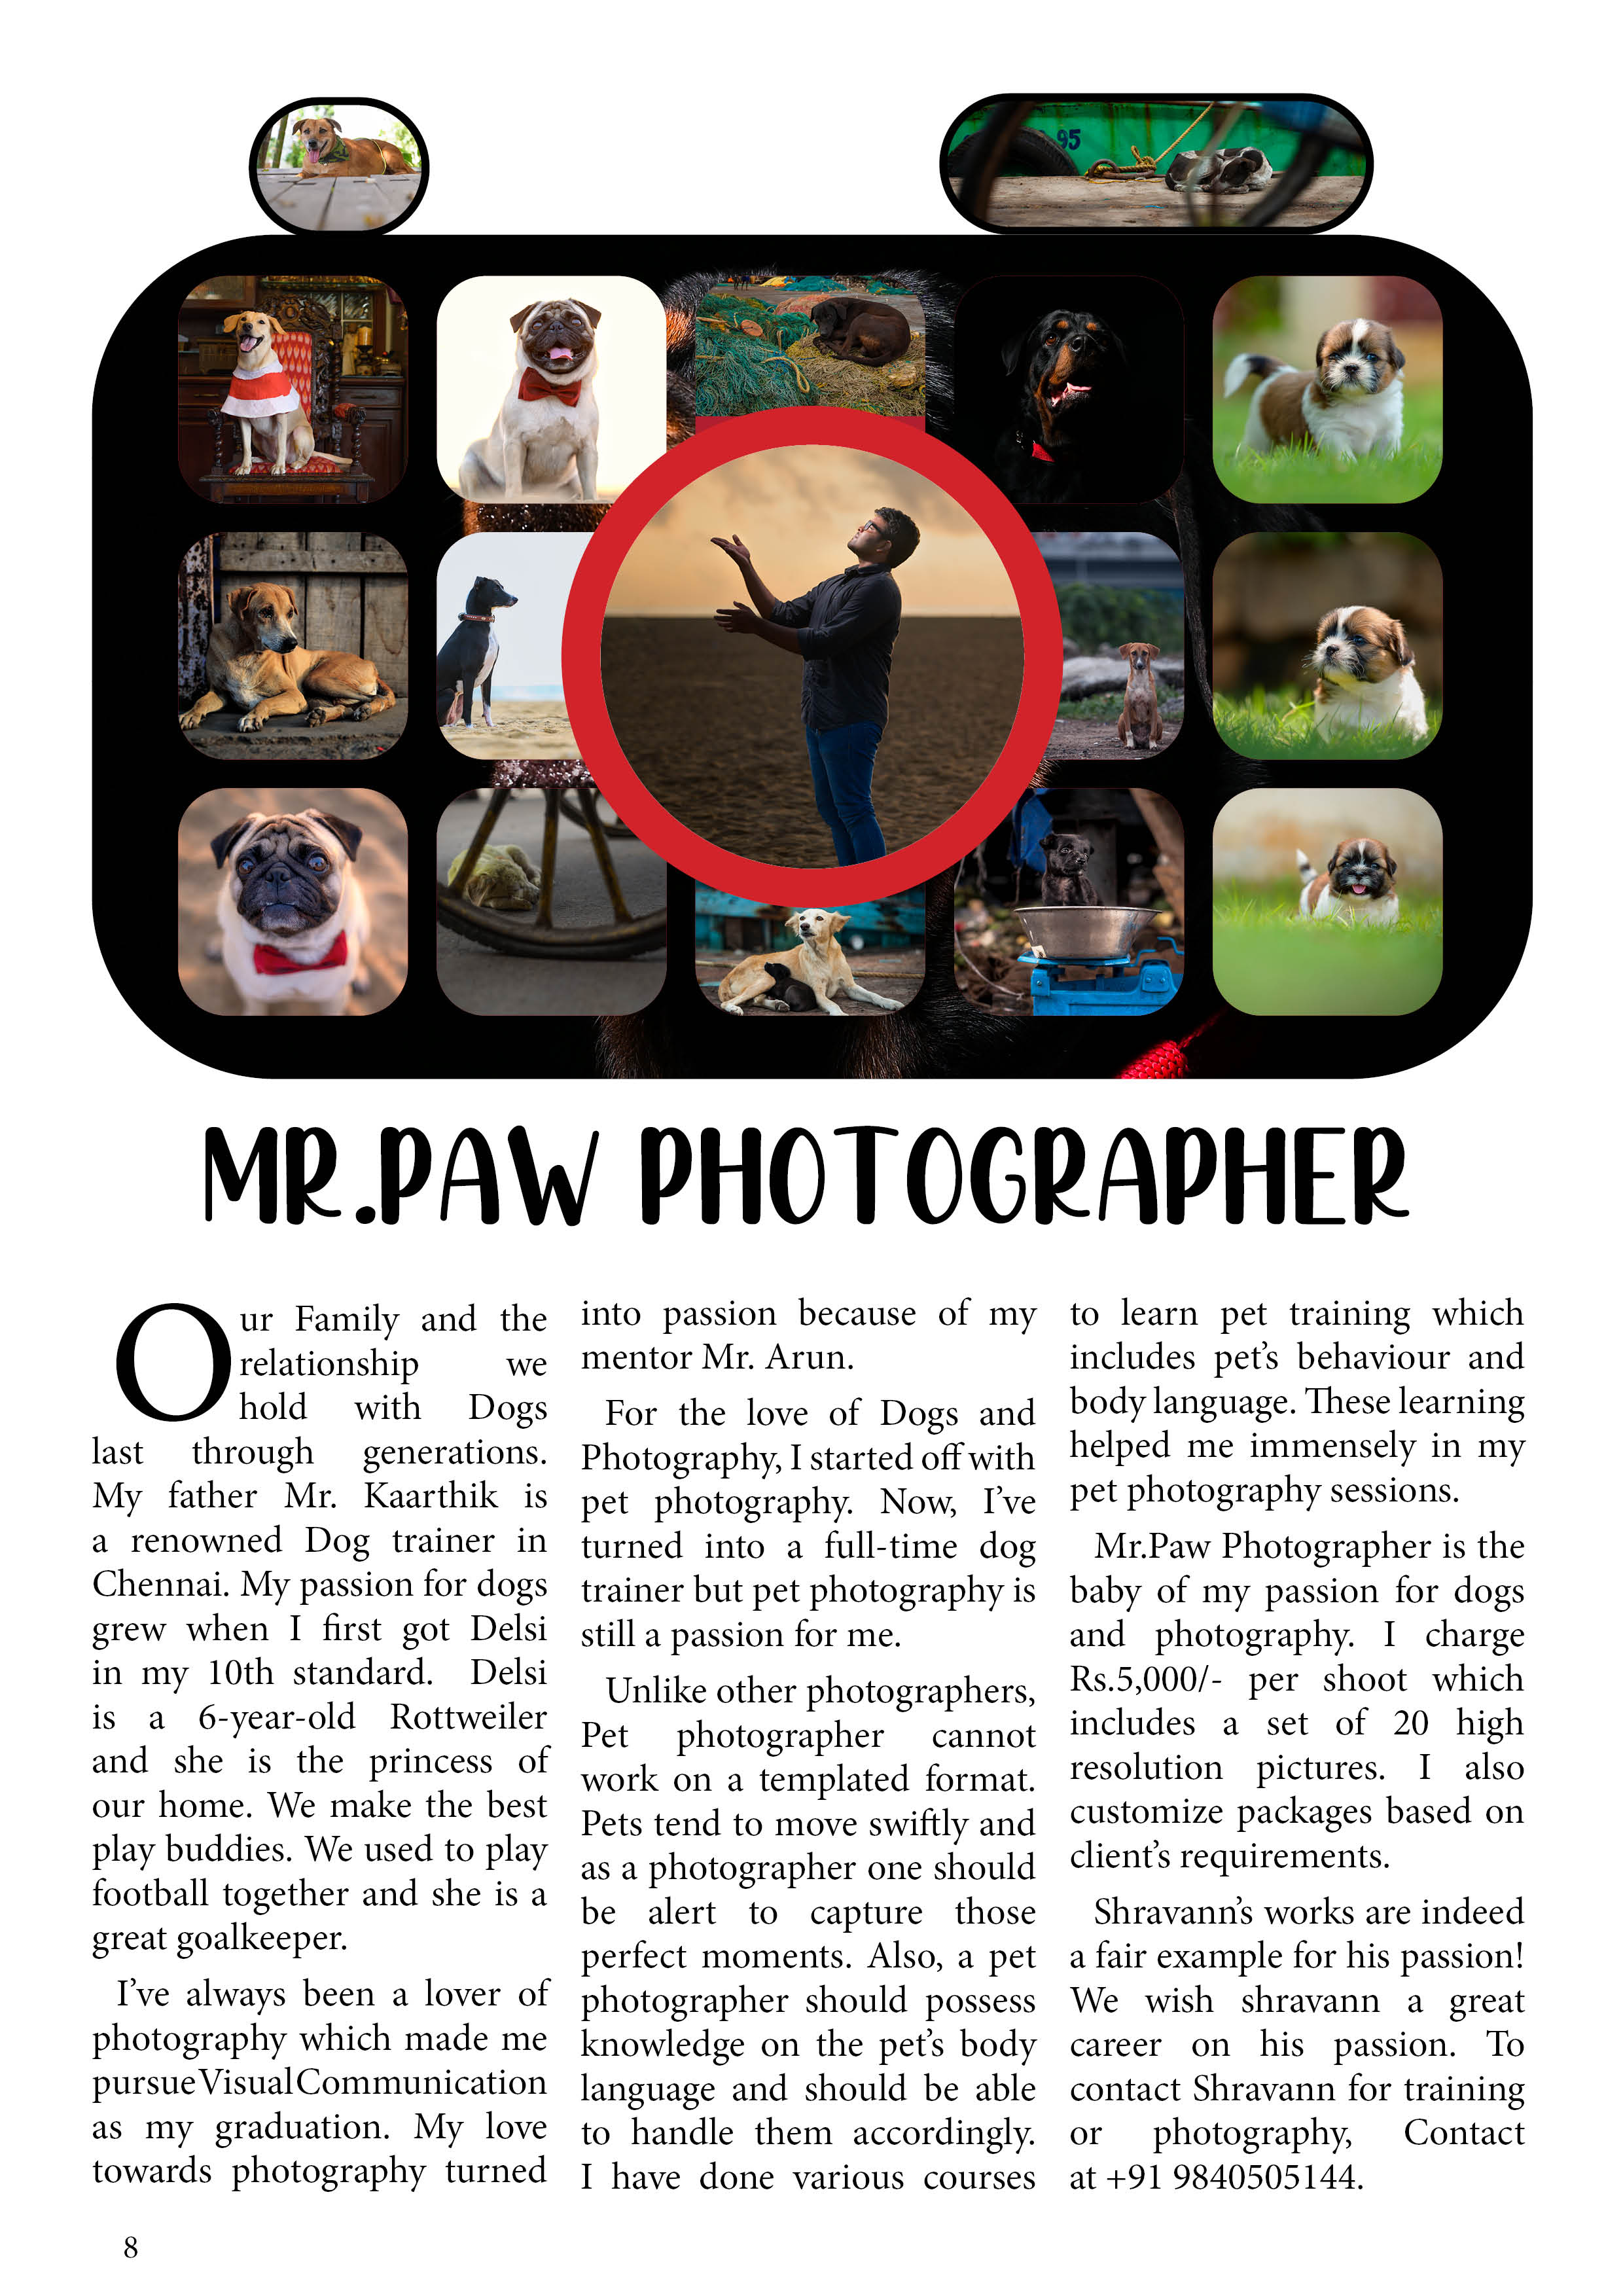 95
MR.PAW PHOTOGRAPHER
Our Family and the
relationship we
hold with Dogs
last through generations.
My father Mr. Kaarthik is
a renowned Dog trainer in
Chennai. My passion for dogs
grew when I first got Delsi
in my 10th standard. Delsi
is a 6-year-old Rottweiler
and she is the princess of
our home. We make the best
play buddies. We used to play
football together and she is a
great goalkeeper.
I've always been a lover of
photography which made me
pursue Visual Communication
as my graduation. My love
towards photography turned
into passion because of my
mentor Mr. Arun.
For the love of Dogs and
Photography, I started off with
pet photography. Now, I've
turned into a full-time dog
trainer but pet photography is
still a passion for me.
Unlike other photographers,
Pet photographer cannot
work on a templated format.
Pets tend to move swiftly and
as a photographer one should
be alert to capture those
perfect moments. Also, a pet
photographer should possess
knowledge on the pet's body
language and should be able
to handle them accordingly.
I have done various courses
to learn pet training which
includes pet's behaviour and
body language. These learning
helped me immensely in my
pet photography sessions.
Mr.Paw Photographer is the
baby of my passion for dogs
and photography. I charge
Rs.5,000/- per shoot which
includes a set of 20 high
resolution pictures. I also
customize packages based on
client's requirements.
Shravann's works are indeed
a fair example for his passion!
We wish shravann a great
career on his passion. To
contact Shravann for training
or photography, Contact
at +91 9840505144.
8